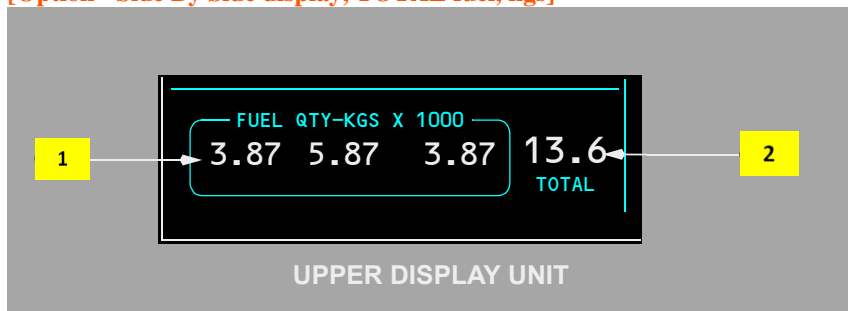 [Option - Side By Side display, TOTAL fuel, kgs]
FUEL QTY-KGS X 1000
3.87 5.87 3.87 13.6
TOTAL
1
2
UPPER DISPLAY UNIT